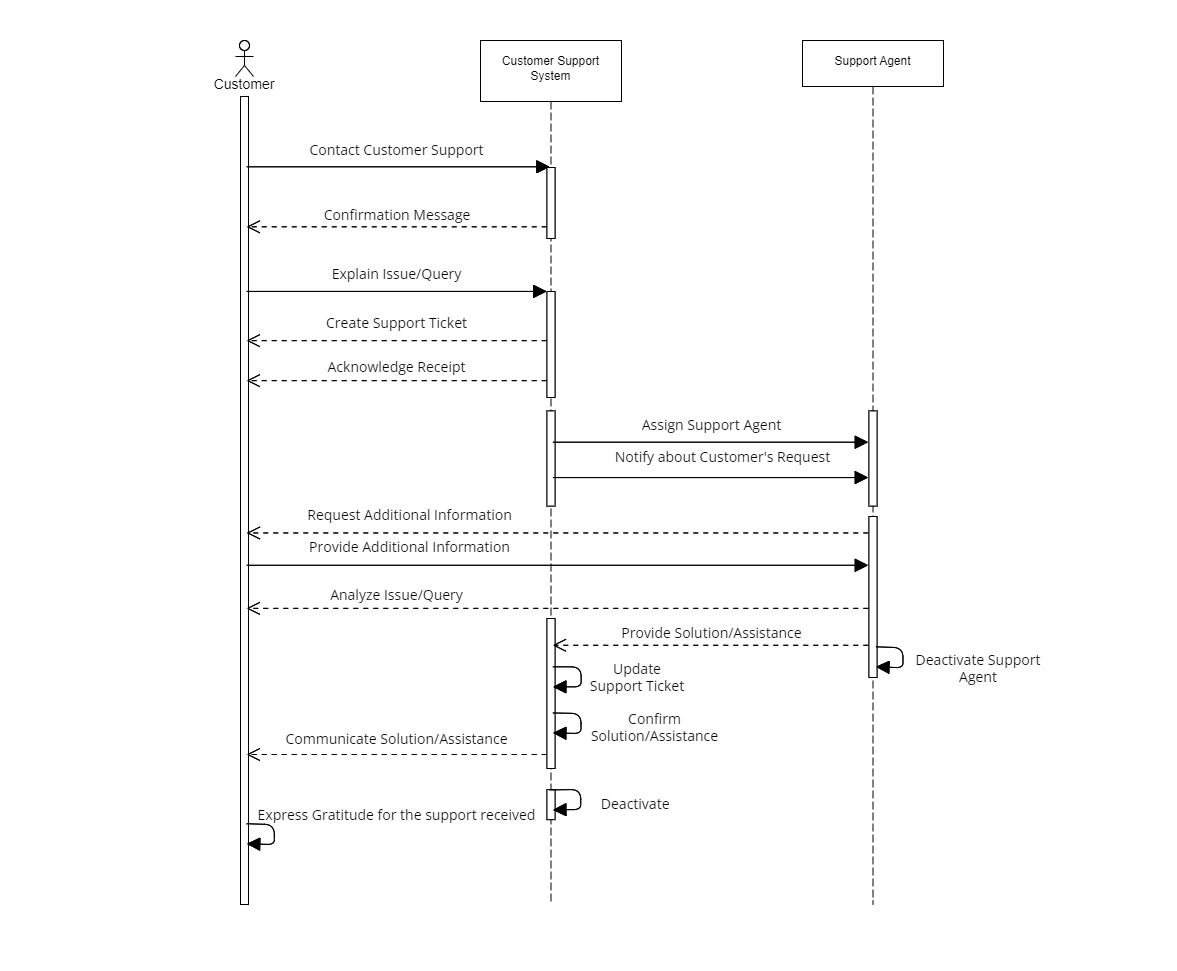 Customer
Customer Support
System
Support Agent
Contact Customer Support
Confirmation Message
Explain Issue/Query
Create Support Ticket
Acknowledge Receipt
Assign Support Agent
Notify about Customer's Request
Request Additional Information
Provide Additional Information
Analyze Issue/Query
Provide Solution/Assistance
Deactivate Support
Agent
Update
Support Ticket
Confirm
Solution/Assistance
Communicate Solution/Assistance
Deactivate
Express Gratitude for the support received